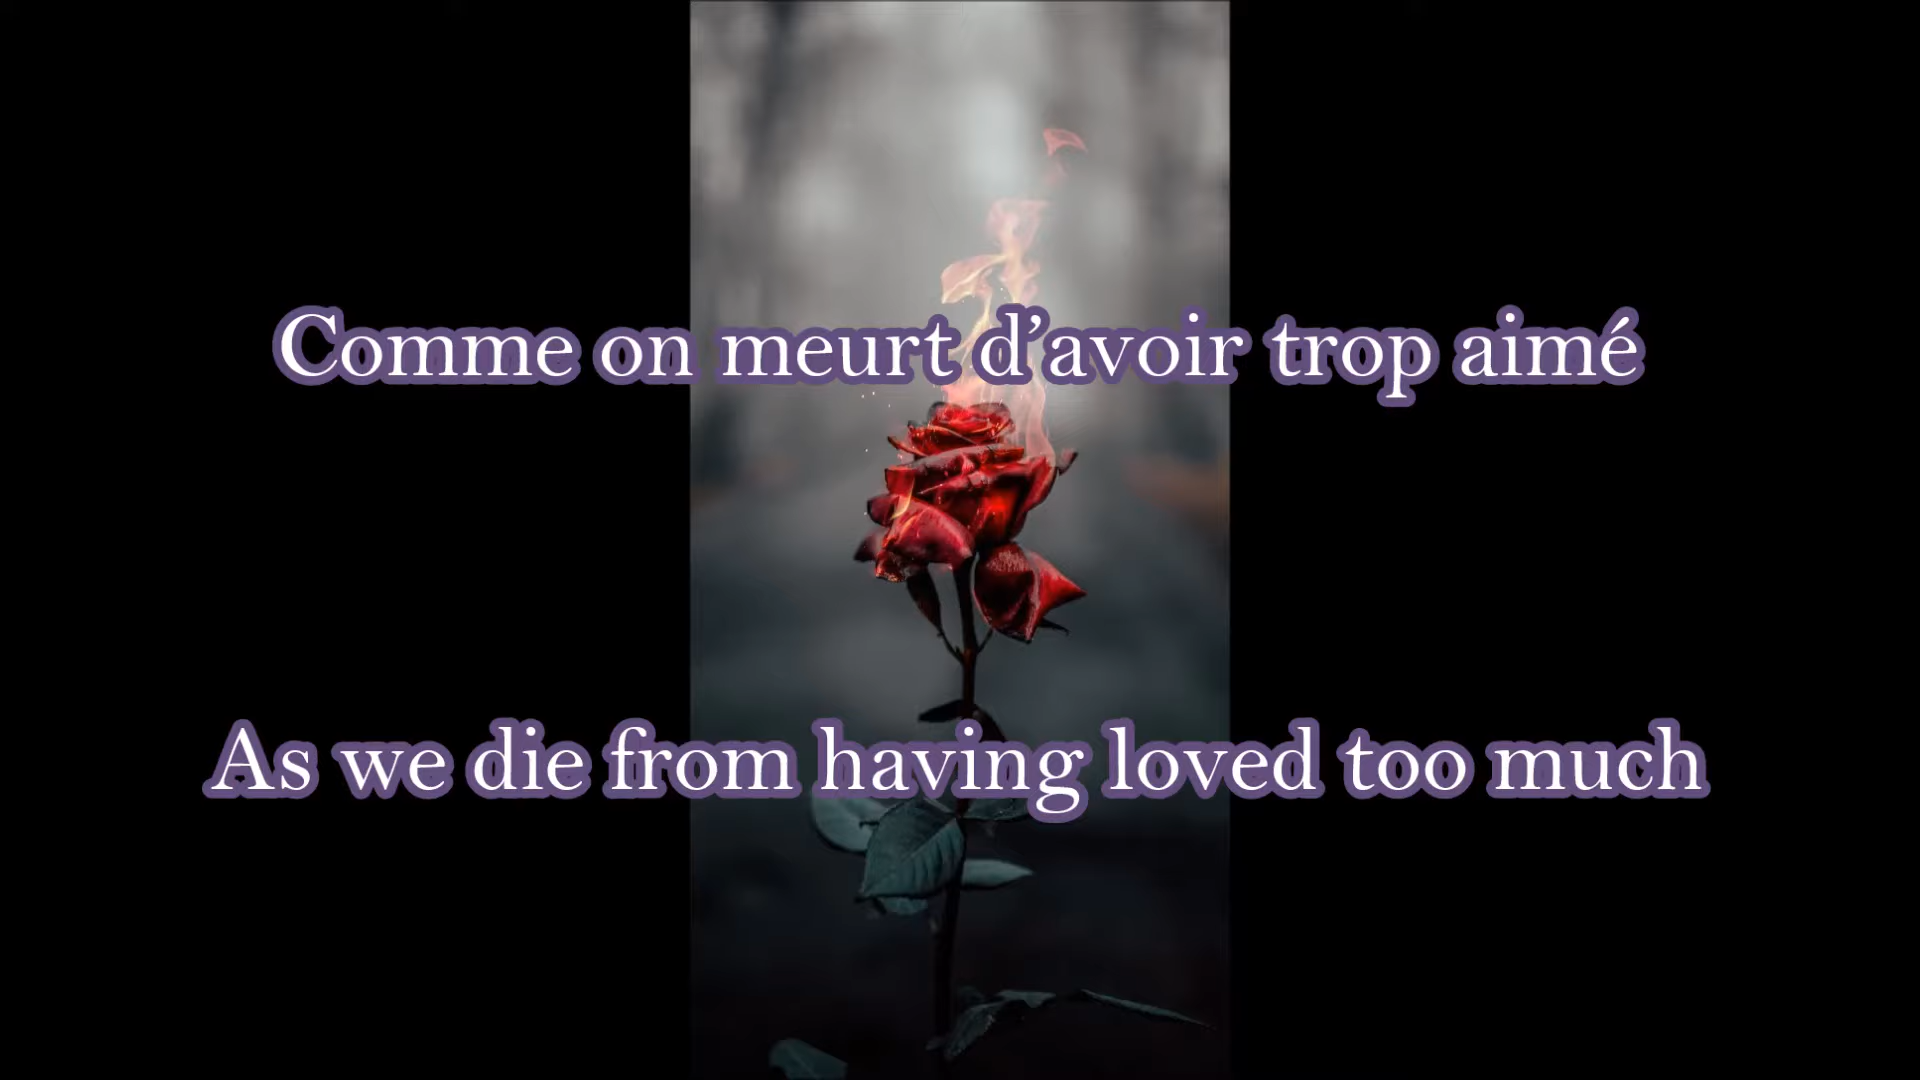 Comme on meurt d’avoir trop aimé
As we die from having loved too much